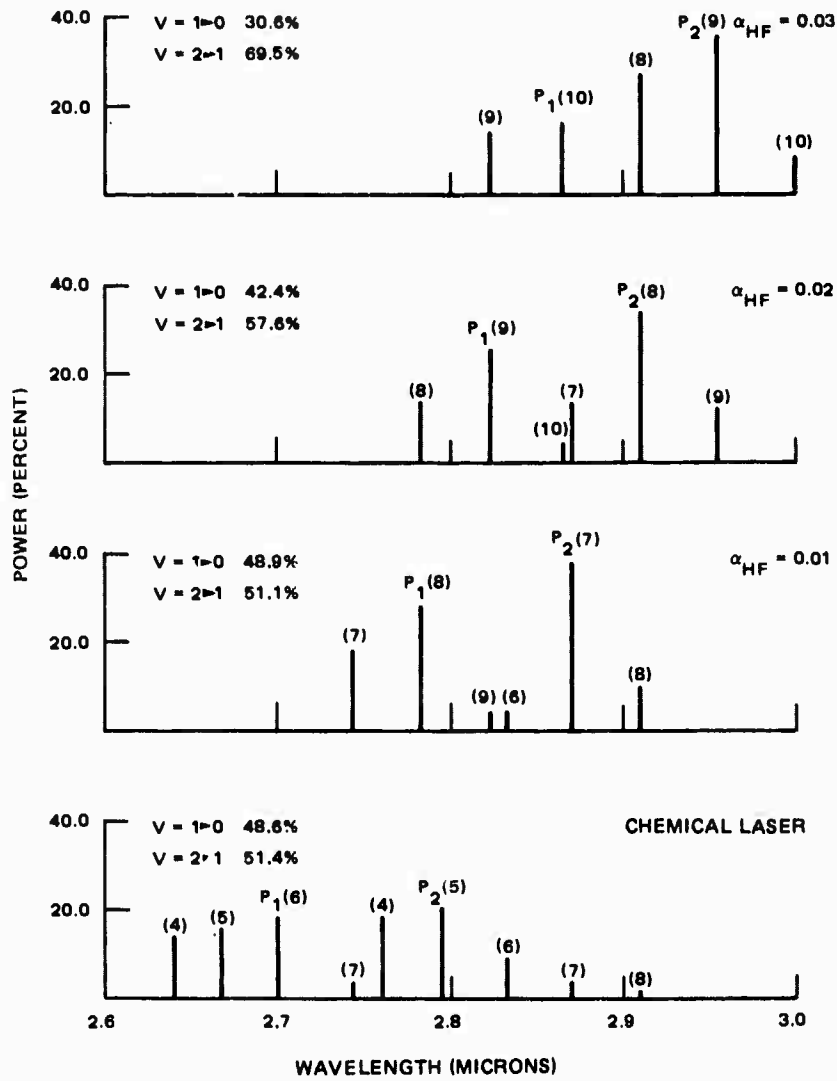 40.0
V = 1►0 30.6%
P2(9) αHF = 0.03
V = 2►1 69.5%
(8)
20.0
P1(10)
(9)
(10)
40.0
V = 1►0 42.4%
P2(8)
αHF = 0.02
V = 2►1 57.6%
P1(9)
20.0
(8)
(7)
(9)
(10)
POWER (PERCENT)
40.0
V = 1►0 48.9%
P2(7)
αHF = 0.01
V = 2►1 51.1%
P1(8)
20.0
(7)
(8)
(9)
(6)
40.0
V = 1►0 48.6%
CHEMICAL LASER
V = 2►1 51.4%
P1(6)
P2(5)
20.0
(4)
(5)
(4)
(6)
(7)
(7)
(8)
2.6
2.7
2.8
2.9
3.0
WAVELENGTH (MICRONS)